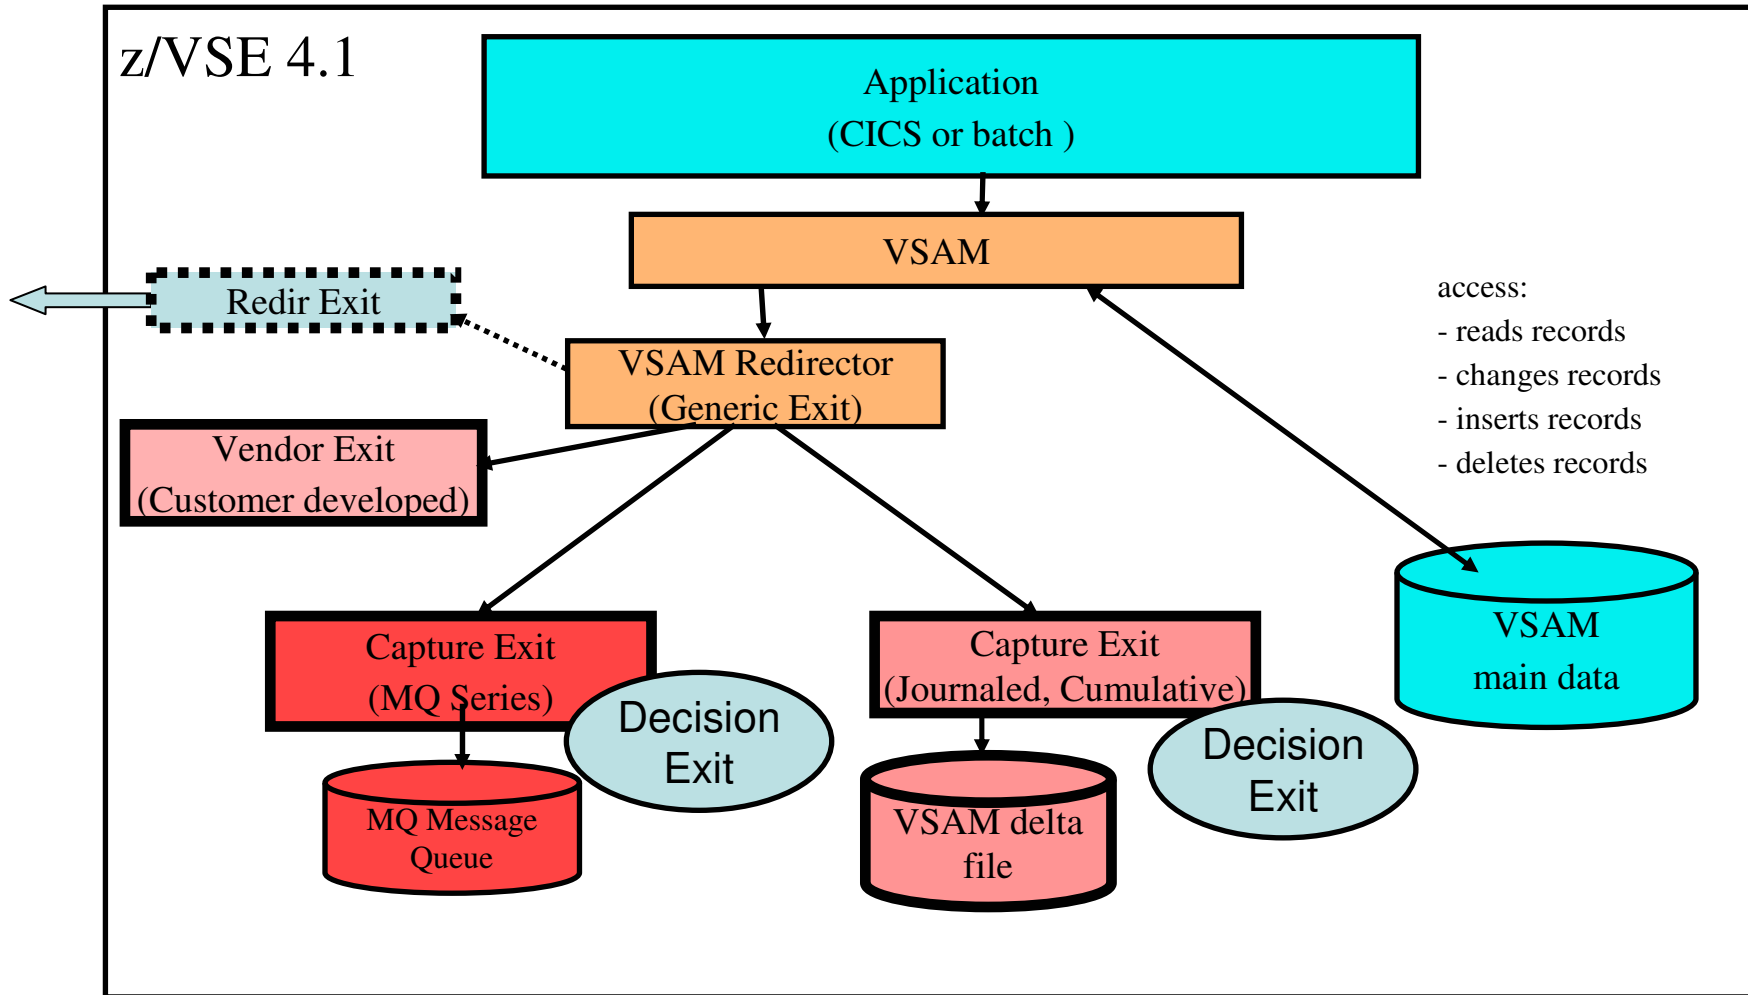 z/VSE 4.1
Application
(CICS or batch )
VSAM
Redir Exit
access:
- reads records
- changes records
- inserts records
- deletes records
VSAM Redirector
(Generic Exit)
Vendor Exit
(Customer developed)
Capture Exit
(MQ Series)
Decision
Exit
Capture Exit
(Journaled, Cumulative)
Decision
Exit
VSAM
main data
MQ Message
Queue
VSAM delta
file